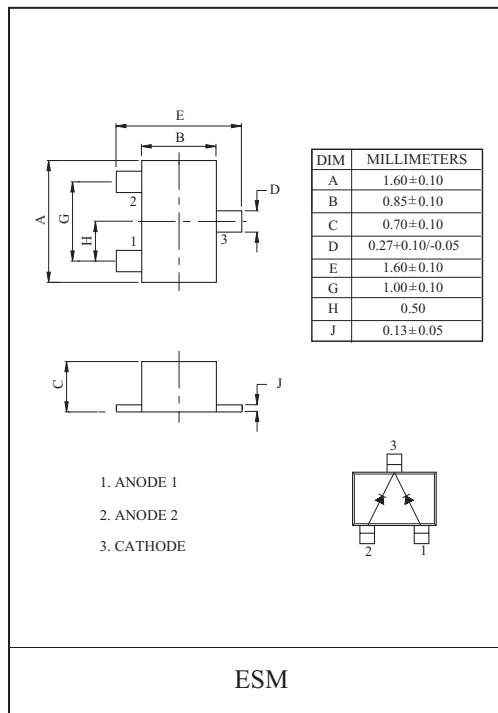 E
B
A
G
H
2
1
3
D
DIM MILLIMETERS
A 1.60±0.10
B 0.85±0.10
C 0.70±0.10
D 0.27+0.10/-0.05
E 1.60±0.10
G 1.00±0.10
H 0.50
J 0.13±0.05
C
J
1. ANODE 1
2. ANODE 2
3. CATHODE
3
2 1
ESM